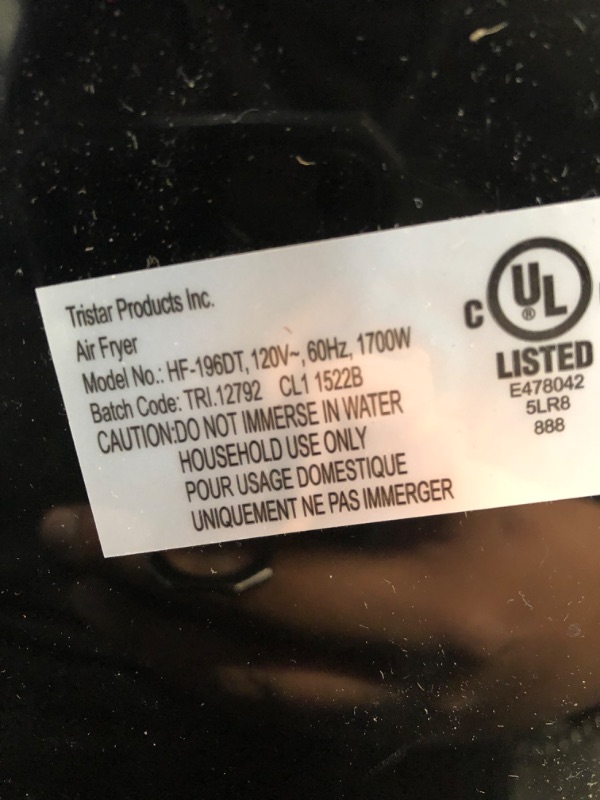 Tristar Products Inc.
Air Fryer
Model No.: HF-196DT, 120V~, 60Hz, 1700W
Batch Code: TRI.12792 CL1 1522B
CAUTION:DO NOT IMMERSE IN WATER
HOUSEHOLD USE ONLY
POUR USAGE DOMESTIQUE
UNIQUEMENT NE PAS IMMERGER
C UL ®
LISTED
E478042
5LR8
888